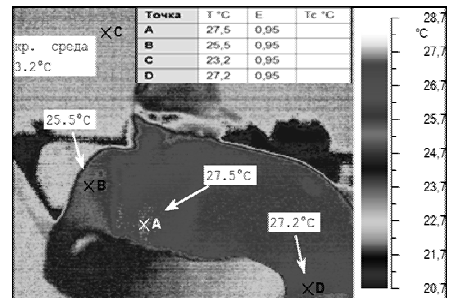 C
кр. среда
3.2°C
Точка T °C E Tc °C
A 27,5 0,95
B 25,5 0,95
C 23,2 0,95
D 27,2 0,95
25.5°C
B
27.5°C
A
27.2°C
D
28,7
°C
27,7
26,7
25,7
24,7
23,7
22,7
21,7
20,7